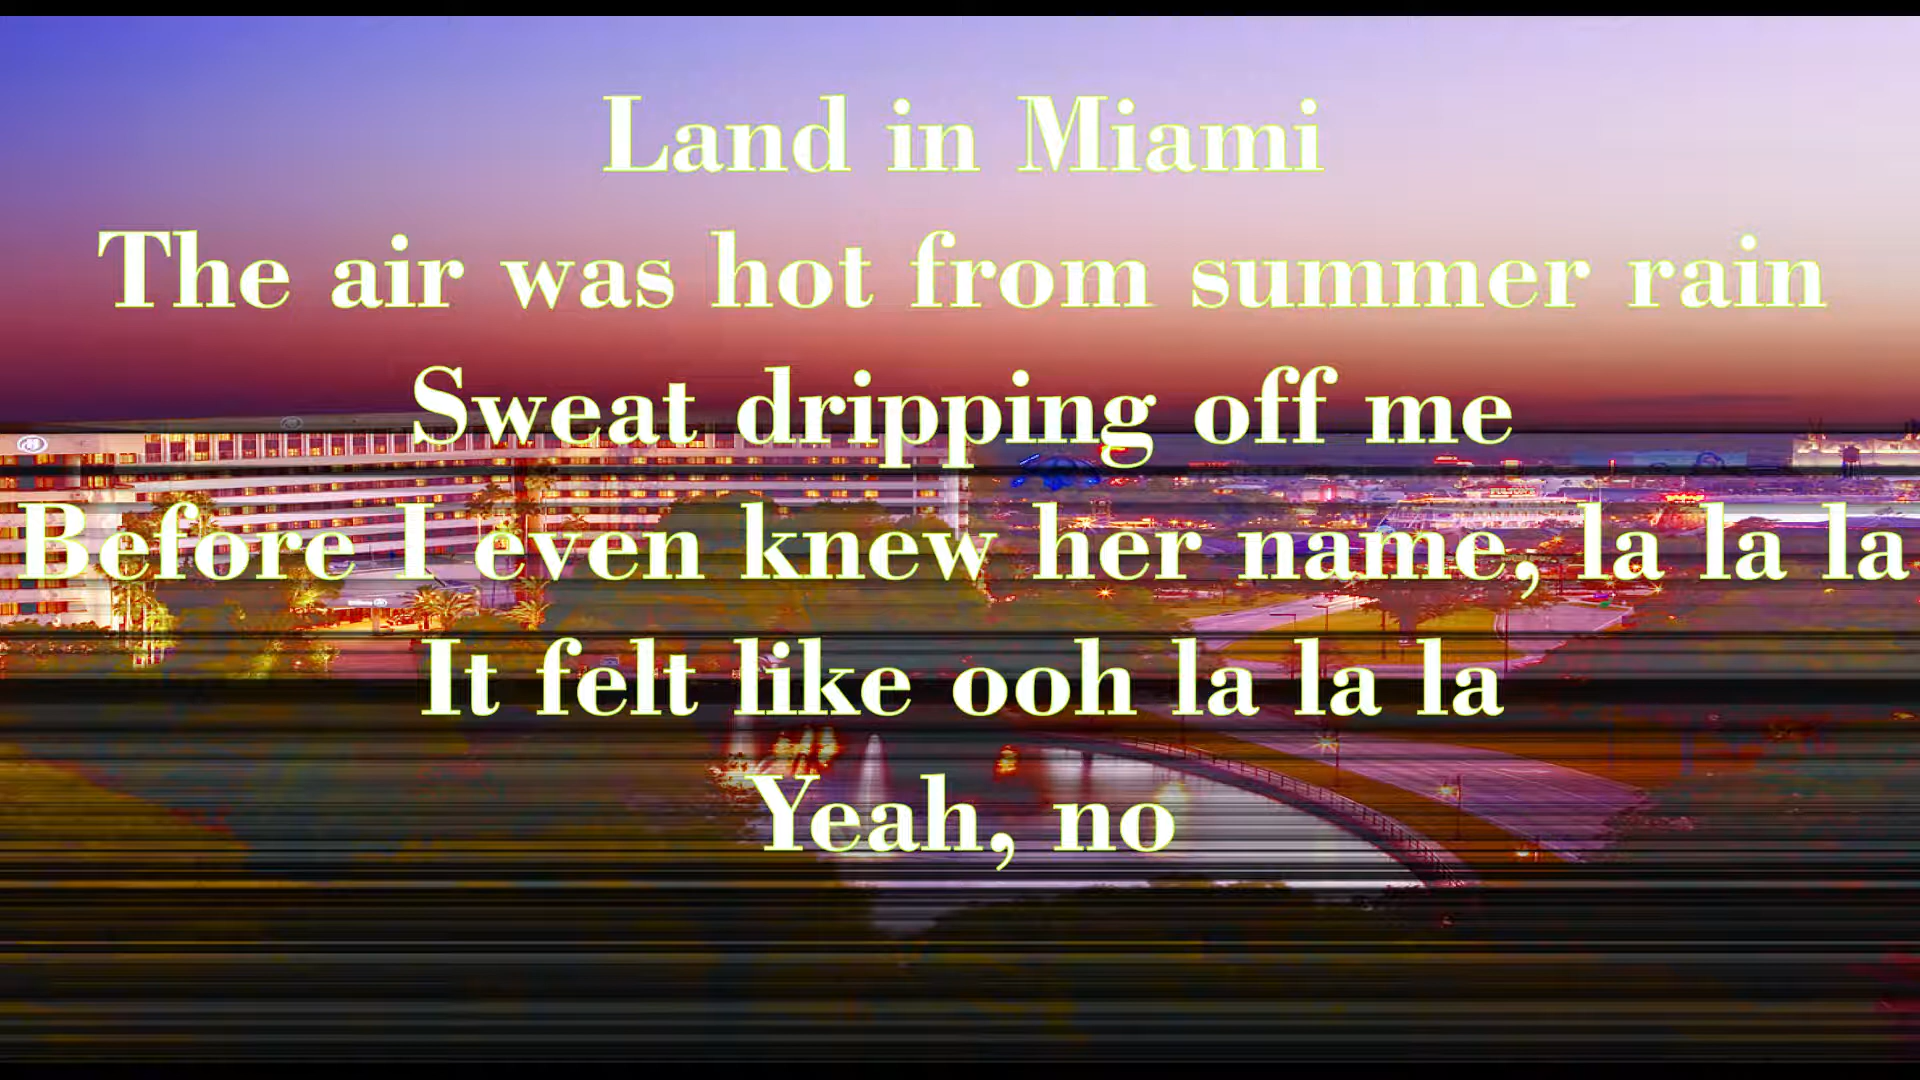 Land in Miami
The air was hot from summer rain
Sweat dripping off me
Before I even knew her name, la la la
It felt like ooh la la la
Yeah, no